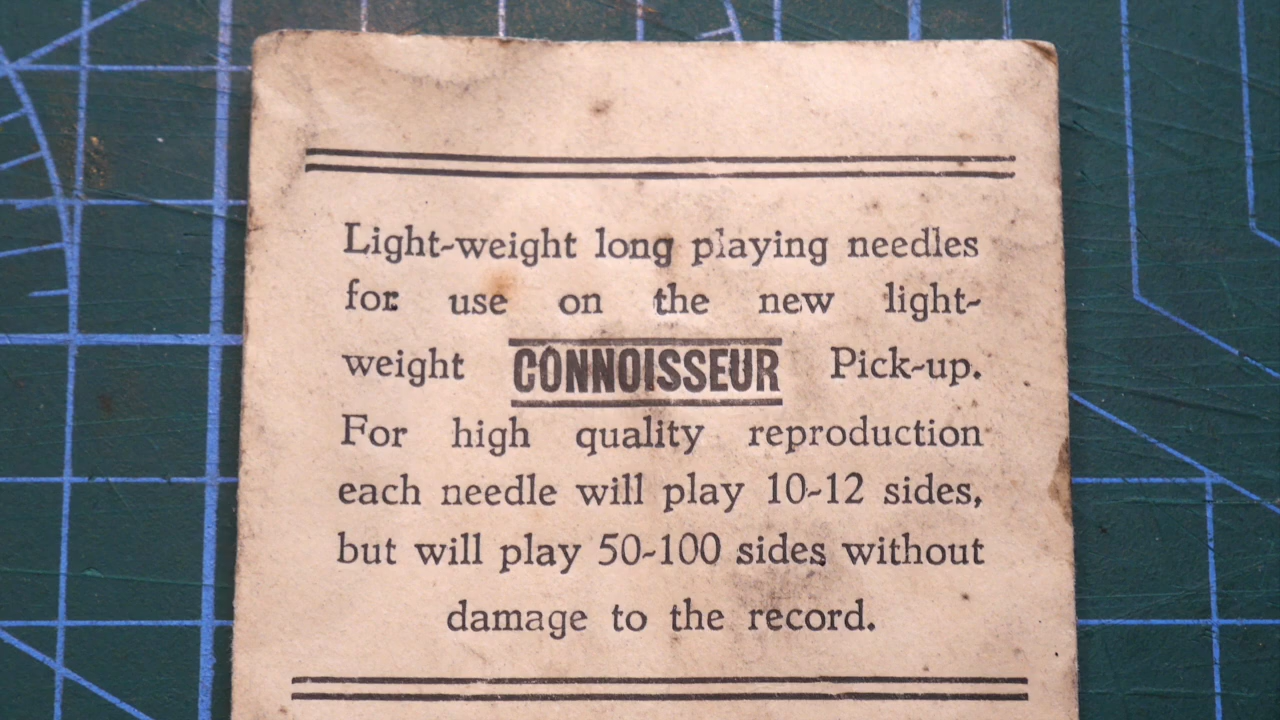 Light-weight long playing needles
for use on the new light-
weight CONNOISSEUR Pick-up.
For high quality reproduction
each needle will play 10-12 sides,
but will play 50-100 sides without
damage to the record.